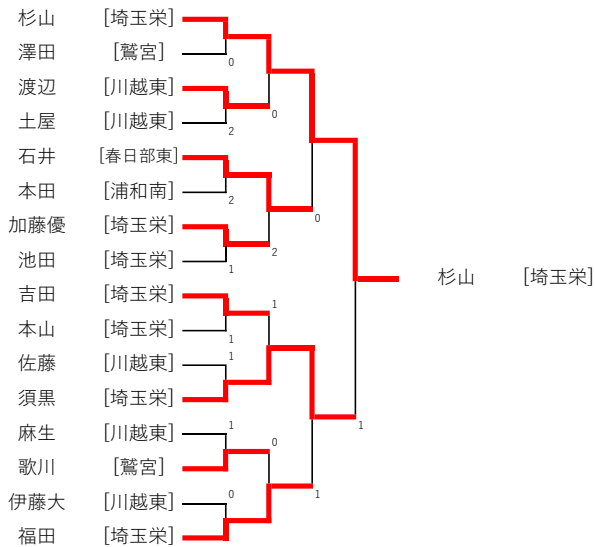 杉山 [埼玉栄]
澤田 [鷲宮]
0
渡辺 [川越東]
0
土屋 [川越東]
2
石井 [春日部東]
本田 [浦和南]
2
0
加藤優 [埼玉栄]
2
池田 [埼玉栄]
1
杉山 [埼玉栄]
吉田 [埼玉栄]
1
本山 [埼玉栄]
1
佐藤 [川越東]
1
須黒 [埼玉栄]
麻生 [川越東]
1
1
歌川 [鷲宮]
0
伊藤大 [川越東]
0
1
福田 [埼玉栄]